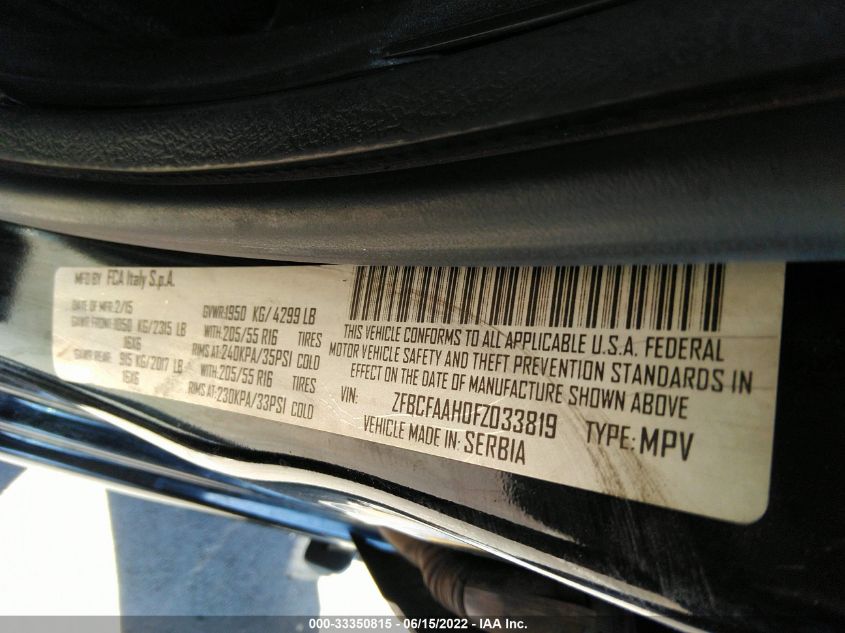 MFD BY FCA Italy S.p.A.
DATE OF MFR: 2/15 GVWR: 1950 KG / 4299 LB
GAWR FRONT: 1050 KG / 2315 LB WITH: 205/55 R16 TIRES
16X6 RIMS AT: 240KPA/35PSI COLD
GAWR REAR: 915 KG / 2017 LB WITH: 205/55 R16 TIRES
16X6 RIMS AT: 230KPA/33PSI COLD
THIS VEHICLE CONFORMS TO ALL APPLICABLE U.S.A. FEDERAL
MOTOR VEHICLE SAFETY AND THEFT PREVENTION STANDARDS IN
EFFECT ON THE DATE OF MANUFACTURE SHOWN ABOVE
VIN: ZFBCFAAH0FZ033819 TYPE: MPV
VEHICLE MADE IN: SERBIA
000-33350815 - 06/15/2022 - IAA Inc.